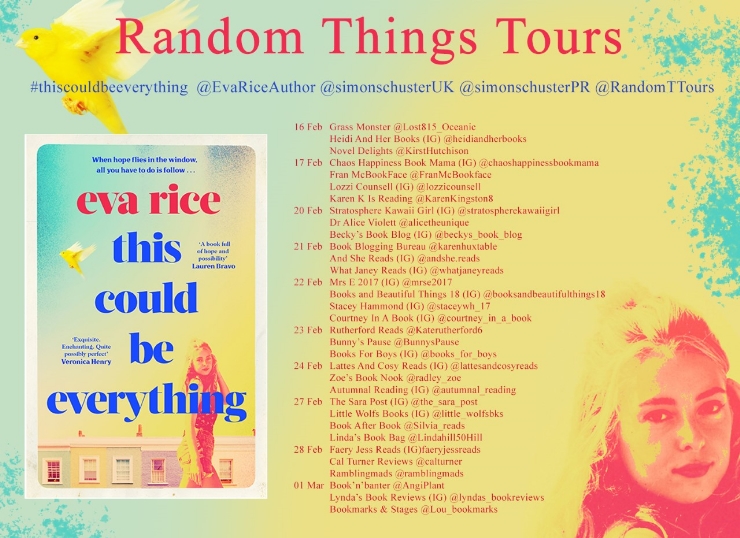 Random Things Tours
#thiscouldbeeverything @EvaRiceAuthor @simonschusterUK @simonschusterPR @RandomTTours
When hope flies in the window,
all you have to do is follow . . .
eva rice
this
'A book full
of hope and
possibility'
Lauren Bravo
could
be
'Exquisite.
Enchanting. Quite
possibly perfect'
Veronica Henry
everything
16 Feb Grass Monster @Lost815_Oceanic
Heidi And Her Books (IG) @heidiandherbooks
Novel Delights @KirstHutchison
17 Feb Chaos Happiness Book Mama (IG) @chaoshappinessbookmama
Fran McBookFace @FranMcBookface
Lozzi Counsell (IG) @lozzicounsell
Karen K Is Reading @KarenKingston8
20 Feb Stratosphere Kawaii Girl (IG) @stratospherekawaiigirl
Dr Alice Violett @alicetheunique
Becky's Book Blog (IG) @beckys_book_blog
21 Feb Book Blogging Bureau @karenhuxtable
And She Reads (IG) @andshe.reads
What Janey Reads (IG) @whatjaneyreads
22 Feb Mrs E 2017 (IG) @mrse2017
Books and Beautiful Things 18 (IG) @booksandbeautifulthings18
Stacey Hammond (IG) @staceywh_17
Courtney In A Book (IG) @courtney_in_a_book
23 Feb Rutherford Reads @Katerutherford6
Bunny's Pause @BunnysPause
Books For Boys (IG) @books_for_boys
24 Feb Lattes And Cosy Reads (IG) @lattesandcosyreads
Zoe's Book Nook @radley_zoe
Autumnal Reading (IG) @autumnal_reading
27 Feb The Sara Post (IG) @the_sara_post
Little Wolfs Books (IG) @little_wolfsbks
Book After Book @Silvia_reads
Linda's Book Bag @Lindahill50Hill
28 Feb Faery Jess Reads (IG)faeryjessreads
Cal Turner Reviews @calturner
Ramblingmads @ramblingmads
01 Mar Book'n'banter @AngiPlant
Lynda's Book Reviews (IG) @lyndas_bookreviews
Bookmarks & Stages @Lou_bookmarks